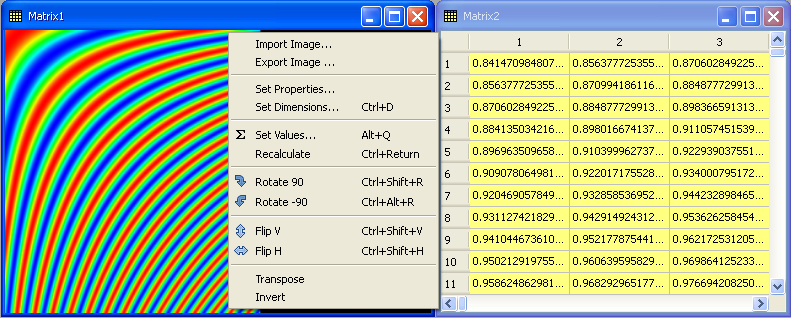 Matrix1
Import Image...
Export Image ...
Set Properties...
Set Dimensions... Ctrl+D
Σ Set Values... Alt+Q
Recalculate Ctrl+Return
Rotate 90 Ctrl+Shift+R
Rotate -90 Ctrl+Alt+R
Flip V Ctrl+Shift+V
Flip H Ctrl+Shift+H
Transpose
Invert
Matrix2
1 2 3
1 0.841470984807... 0.856377725355... 0.870602849225...
2 0.856377725355... 0.870994186116... 0.884877729913...
3 0.870602849225... 0.884877729913... 0.898366591313...
4 0.884135034216... 0.898016674137... 0.911057451539...
5 0.896963509658... 0.910399962737... 0.922939037551...
6 0.909078064981... 0.922017175528... 0.934000795172...
7 0.920469057849... 0.932858536952... 0.944232898465...
8 0.931127421829... 0.942914924312... 0.953626258454...
9 0.941044673610... 0.952177875441... 0.962172531205...
10 0.950212919755... 0.960639595829... 0.969864125233...
11 0.958624862981... 0.968292965177... 0.976694208250...